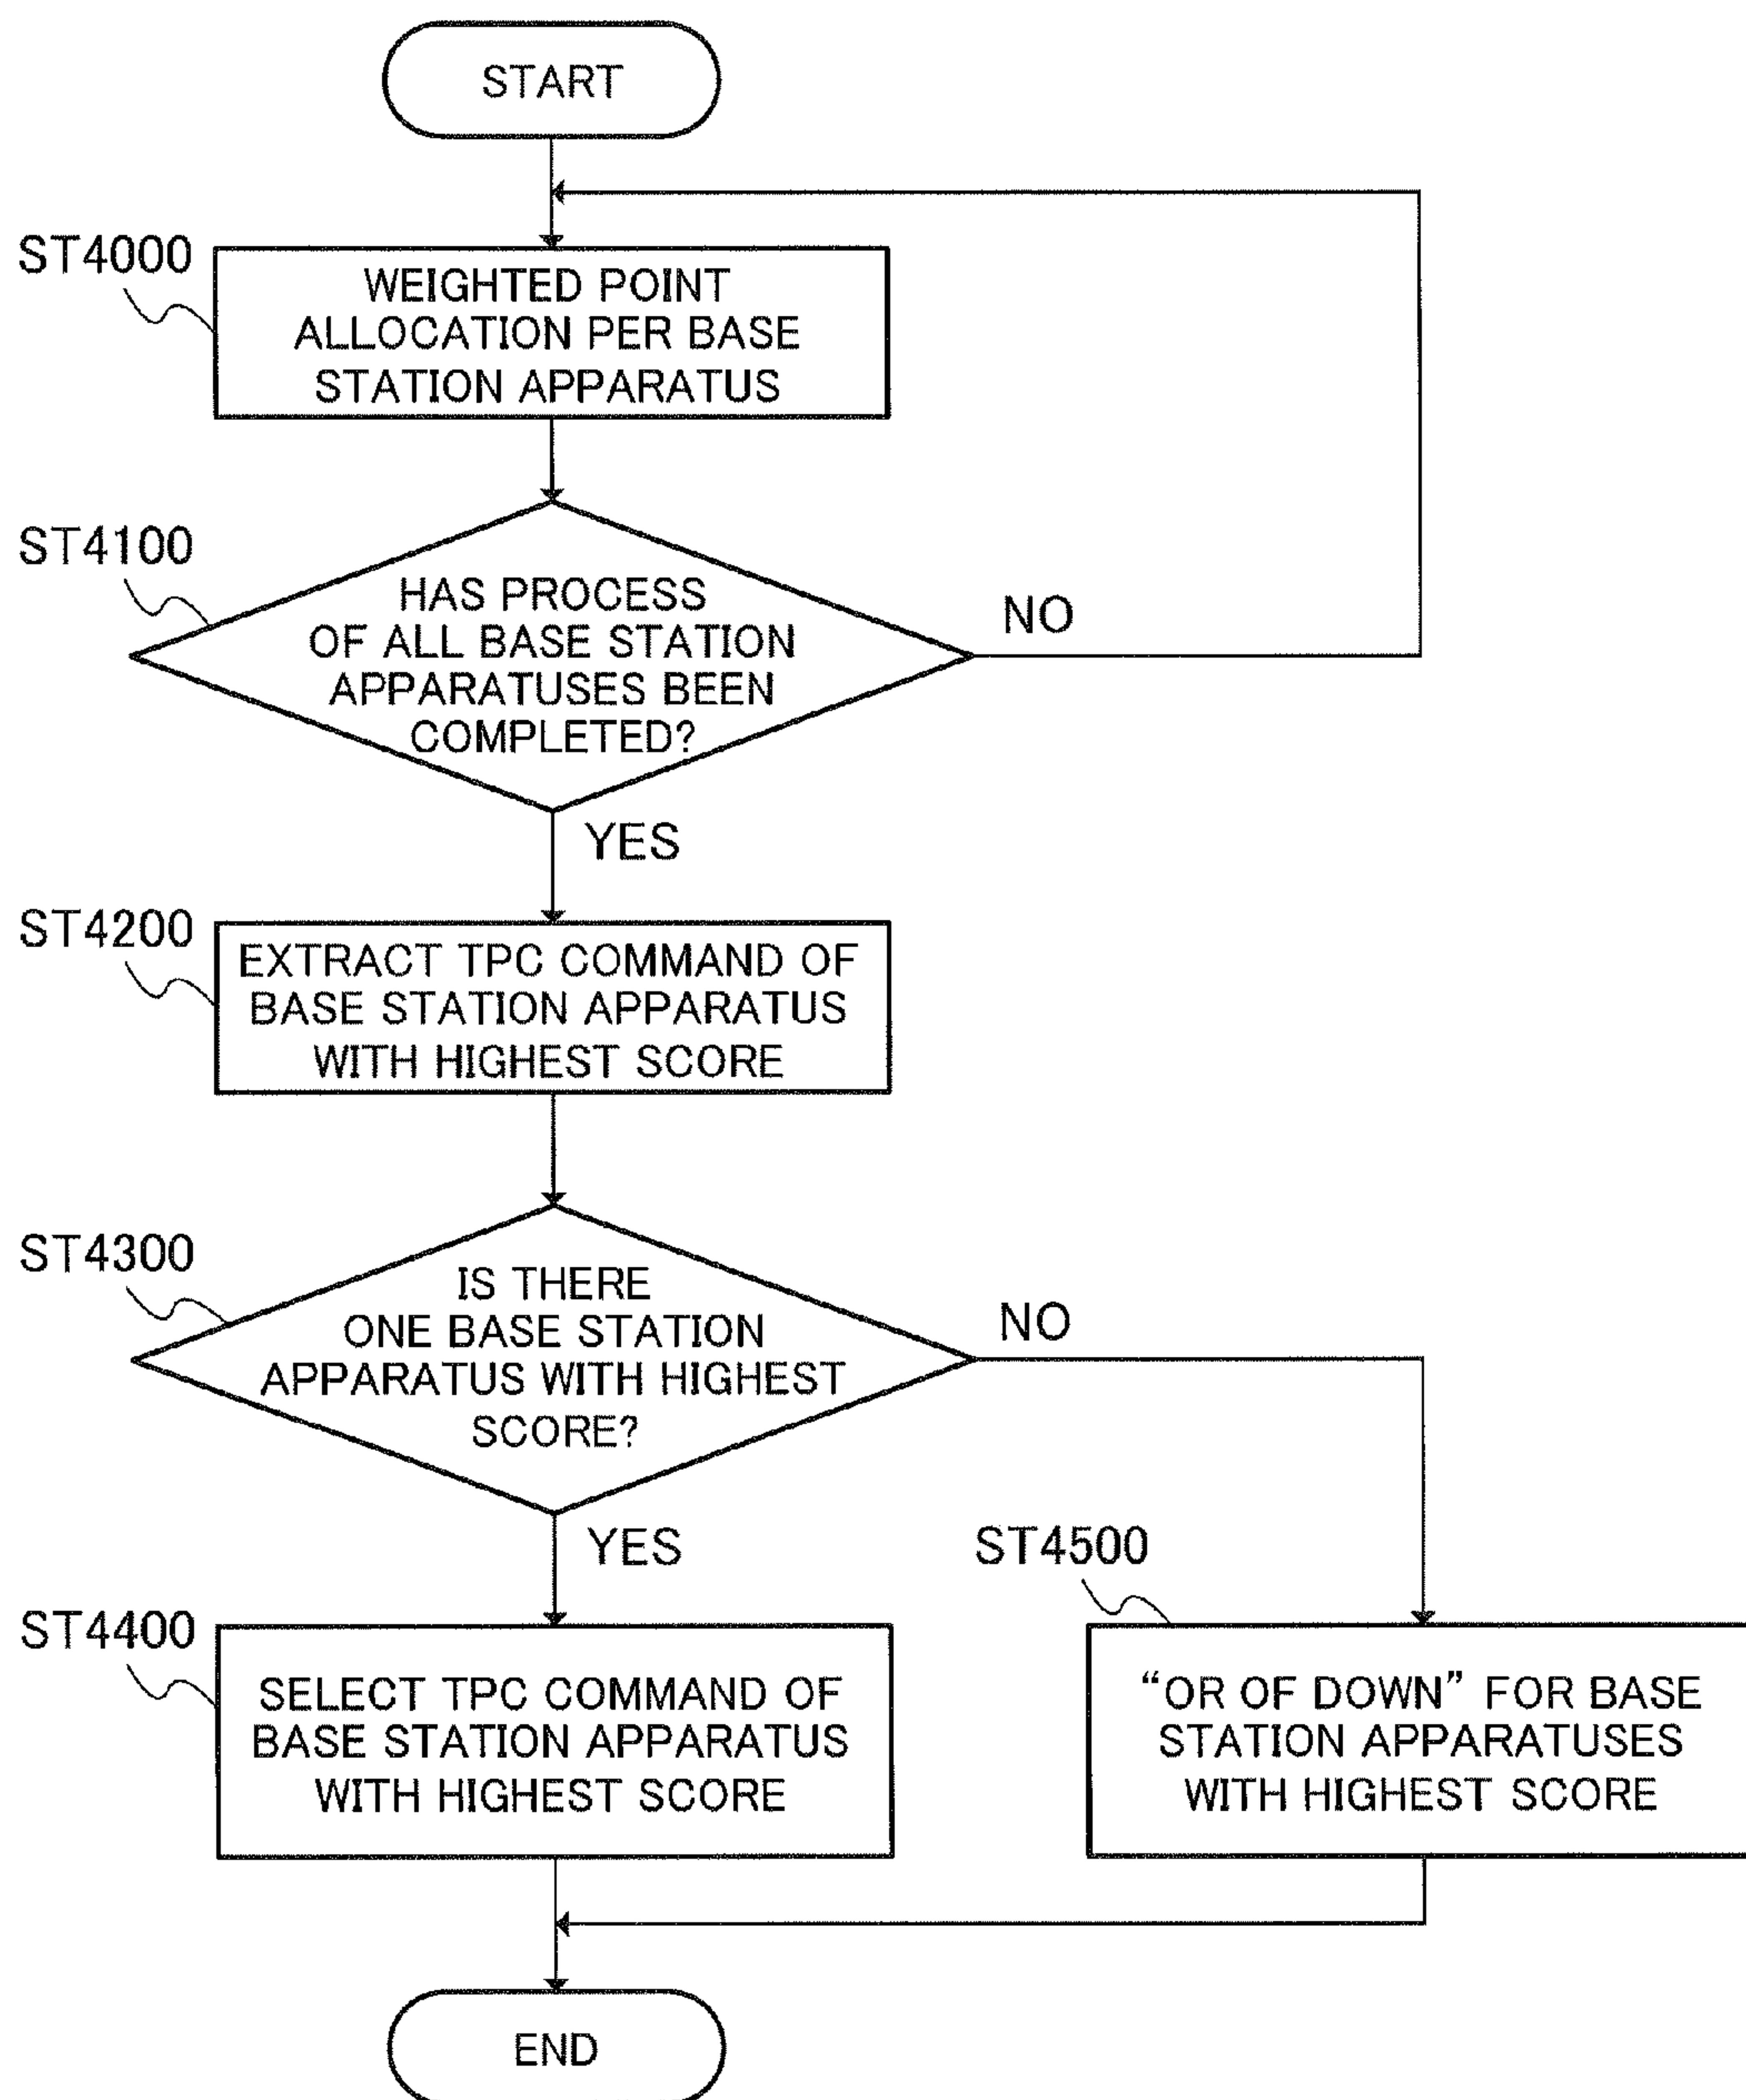 START
ST4000
WEIGHTED POINT
ALLOCATION PER BASE
STATION APPARATUS
ST4100
HAS PROCESS
OF ALL BASE STATION
APPARATUSES BEEN
COMPLETED?
NO
YES
ST4200
EXTRACT TPC COMMAND OF
BASE STATION APPARATUS
WITH HIGHEST SCORE
ST4300
IS THERE
ONE BASE STATION
APPARATUS WITH HIGHEST
SCORE?
NO
YES
ST4400
SELECT TPC COMMAND OF
BASE STATION APPARATUS
WITH HIGHEST SCORE
ST4500
“OR OF DOWN” FOR BASE
STATION APPARATUSES
WITH HIGHEST SCORE
END